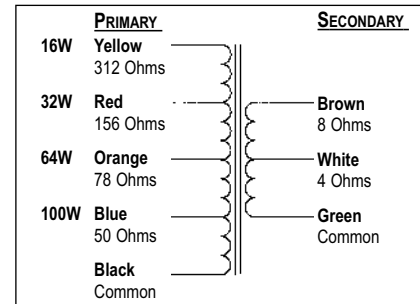 PRIMARY
SECONDARY
16W Yellow
312 Ohms
32W Red
156 Ohms
Brown
8 Ohms
64W Orange
78 Ohms
White
4 Ohms
100W Blue
50 Ohms
Green
Common
Black
Common